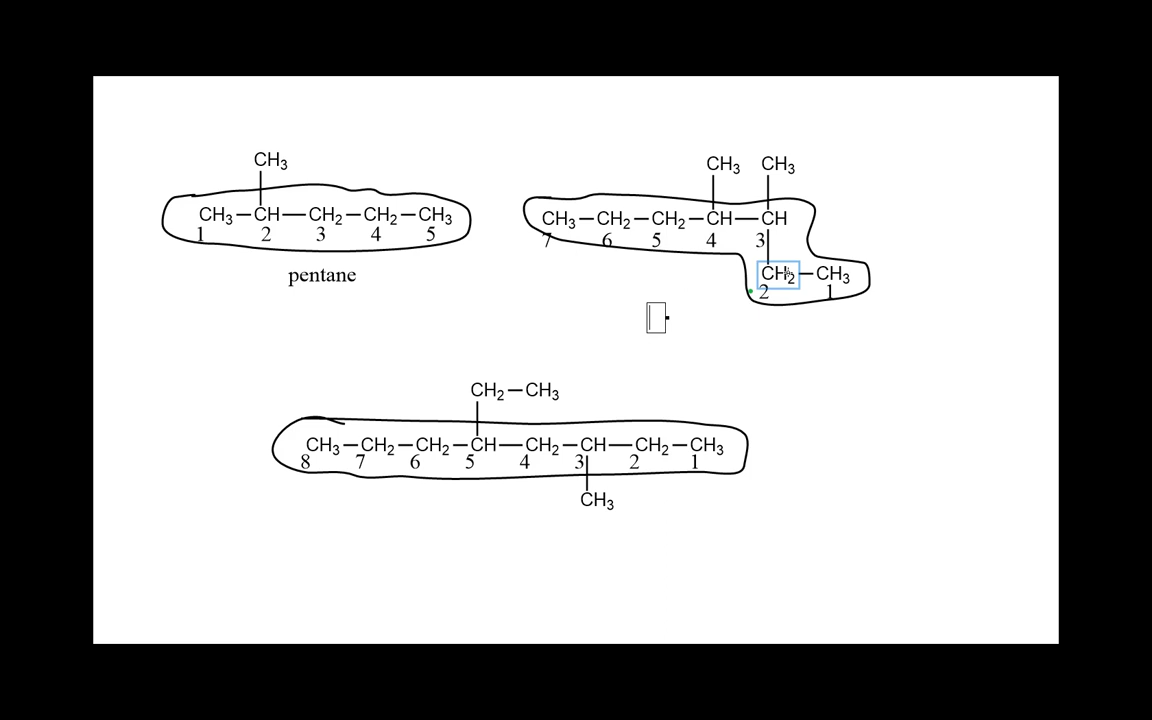 CH₃
CH₃—CH—CH₂—CH₂—CH₃
1 2 3 4 5
pentane
CH₃ CH₃
CH₃—CH₂—CH₂—CH—CH
7 6 5 4 3
CH₂—CH₃
2 1
CH₂—CH₃
CH₃—CH₂—CH₂—CH—CH₂—CH—CH₂—CH₃
8 7 6 5 4 3 2 1
CH₃